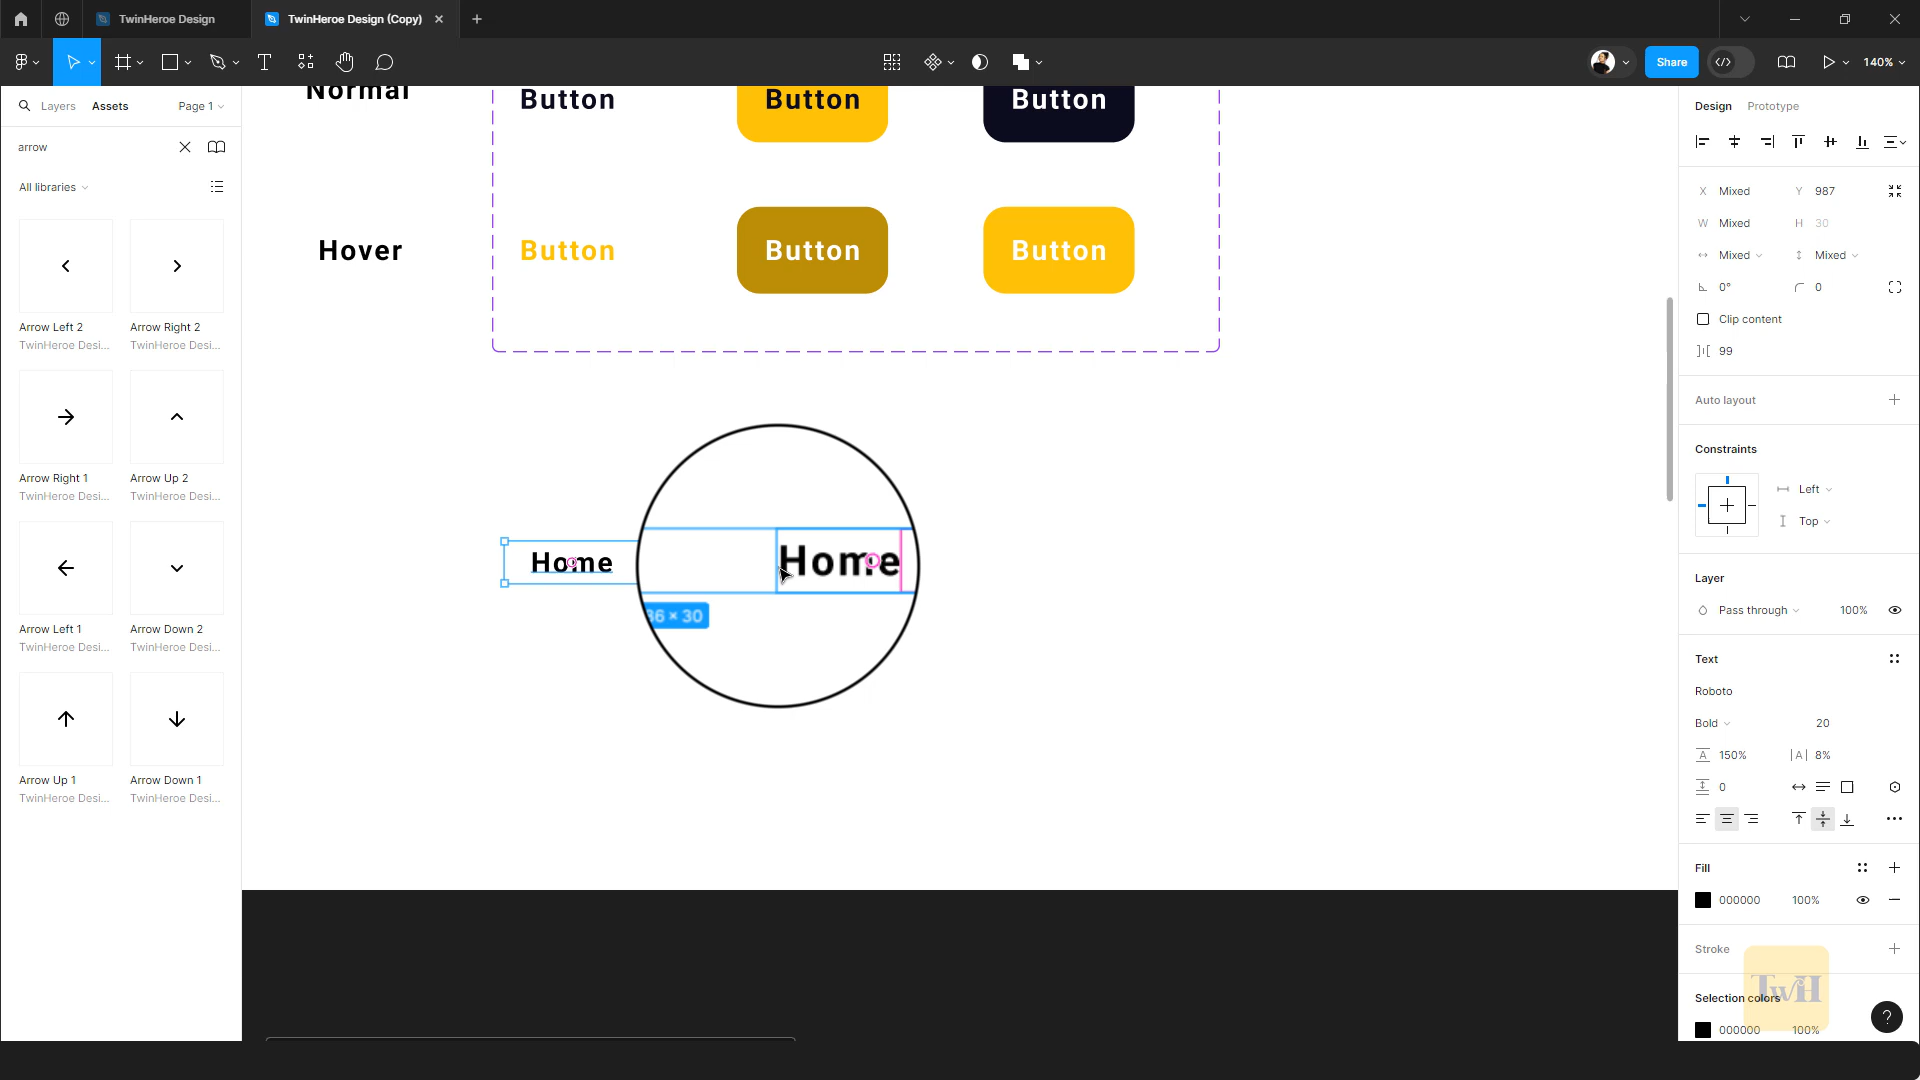 TwinHeroe Design
TwinHeroe Design (Copy)
Share
140%
Layers
Assets
Page 1
arrow
All libraries
Arrow Left 2
TwinHeroe Desi...
Arrow Right 2
TwinHeroe Desi...
Arrow Right 1
TwinHeroe Desi...
Arrow Up 2
TwinHeroe Desi...
Arrow Left 1
TwinHeroe Desi...
Arrow Down 2
TwinHeroe Desi...
Arrow Up 1
TwinHeroe Desi...
Arrow Down 1
TwinHeroe Desi...
Normal
Button
Button
Button
Hover
Button
Button
Button
Home
Home
36 × 30
Design
Prototype
X Mixed
Y 987
W Mixed
H 30
Mixed
Mixed
0°
0
Clip content
99
Auto layout
Constraints
Left
Top
Layer
Pass through
100%
Text
Roboto
Bold
20
150%
8%
0
Fill
000000
100%
Stroke
TwH
Selection colors
000000
100%